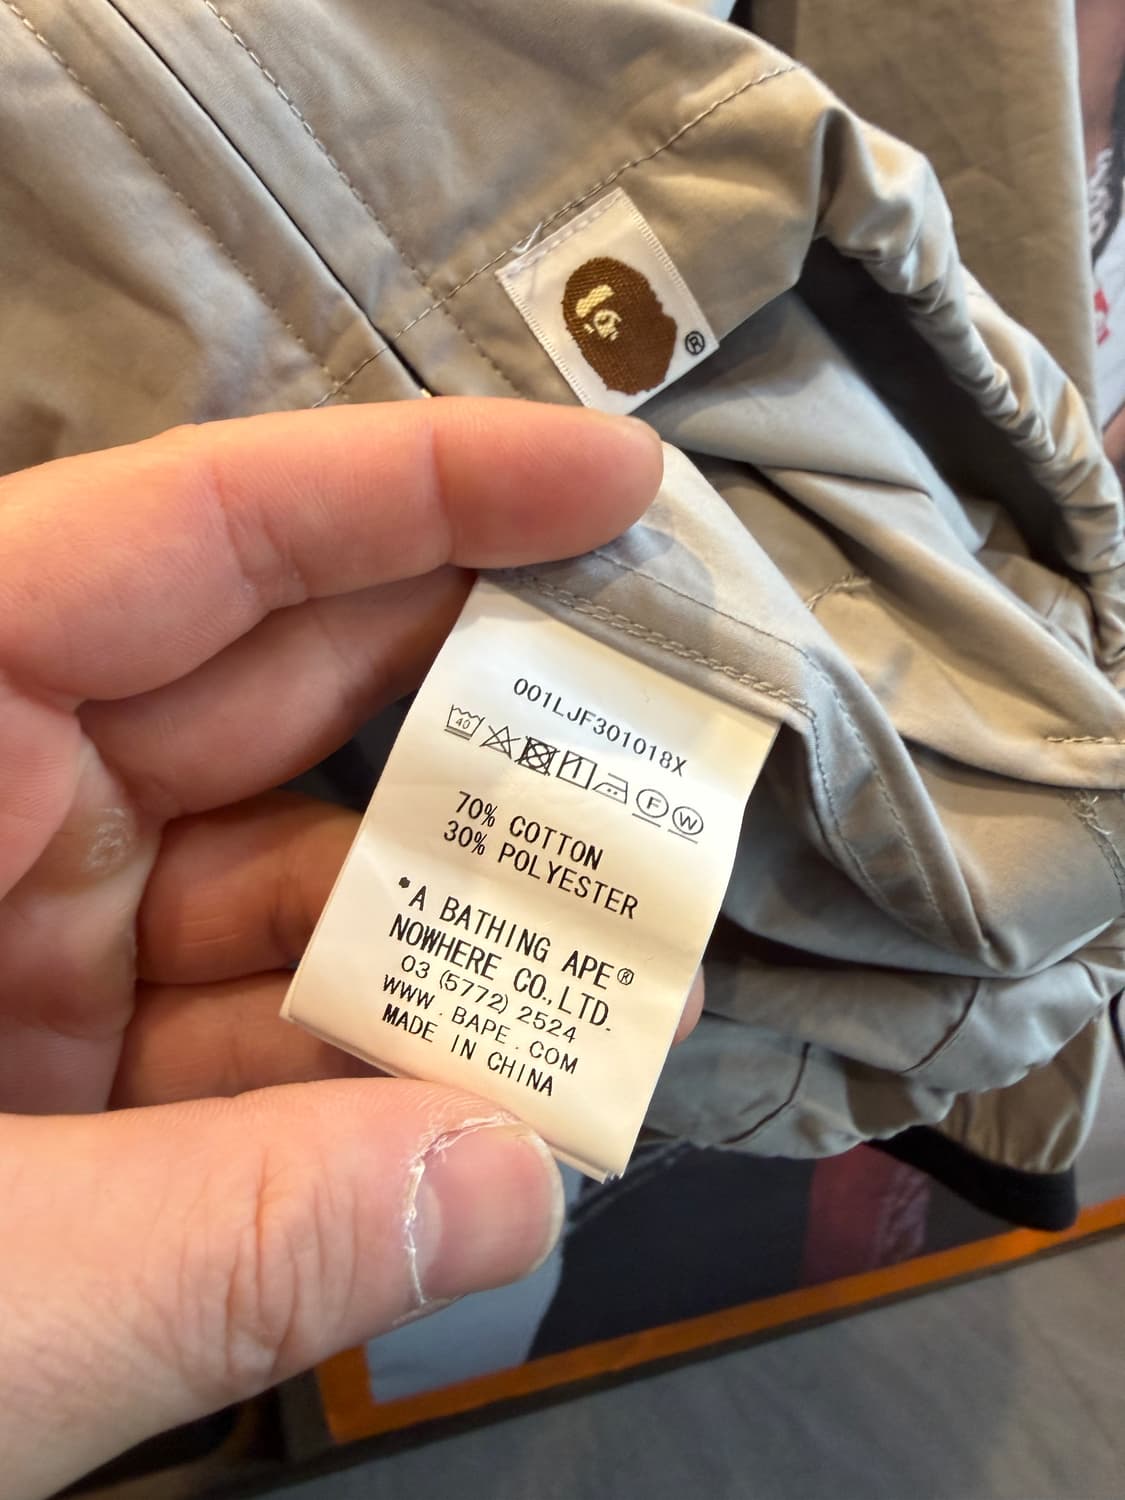 ®
001LJF301018X
40
F W
70% COTTON
30% POLYESTER
*A BATHING APE®
NOWHERE CO.,LTD.
03 (5772) 2524
WWW.BAPE.COM
MADE IN CHINA